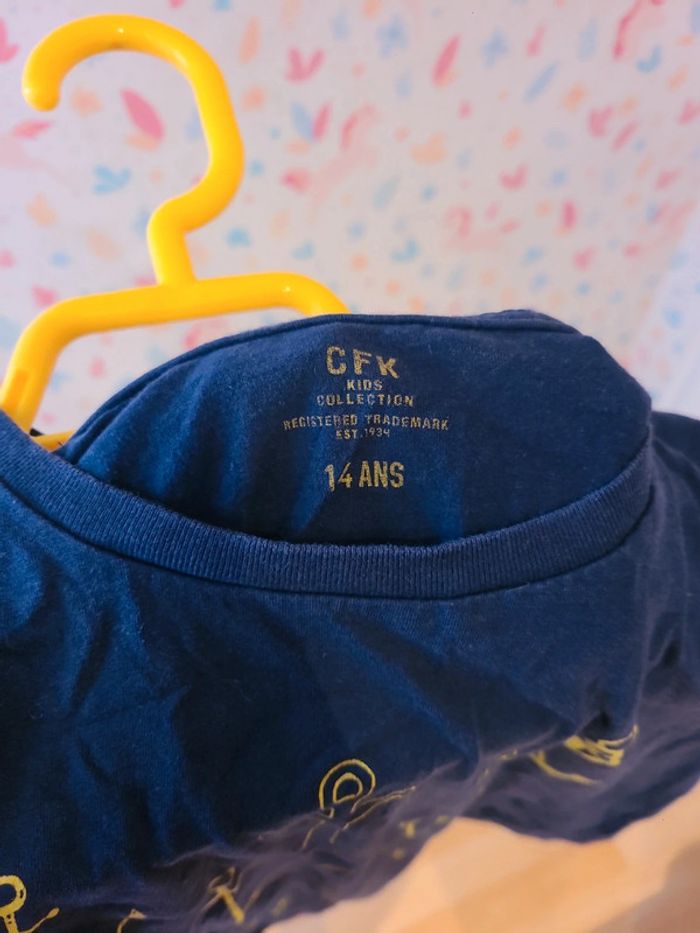 CFK
KIDS
COLLECTION
REGISTERED TRADEMARK
EST.1934
14 ANS